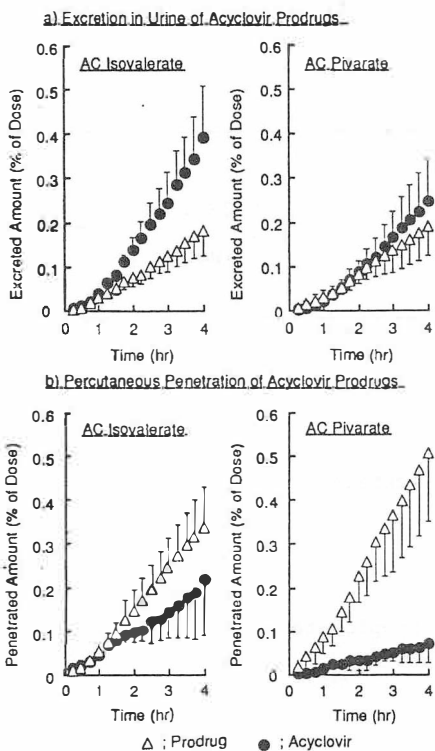 a) Excretion in Urine of Acyclovir Prodrugs
AC Isovalerate
AC Pivarate
Excreted Amount (% of Dose)
0.6
0.5
0.4
0.3
0.2
0.1
0
0 1 2 3 4
Time (hr)
Excreted Amount (% of Dose)
0.6
0.5
0.4
0.3
0.2
0.1
0
0 1 2 3 4
Time (hr)
b) Percutaneous Penetration of Acyclovir Prodrugs
AC Isovalerate
AC Pivarate
Penetrated Amount (% of Dose)
0.6
0.5
0.4
0.3
0.2
0.1
0
0 1 2 3 4
Time (hr)
Penetrated Amount (% of Dose)
0.6
0.5
0.4
0.3
0.2
0.1
0
0 1 2 3 4
Time (hr)
△ ; Prodrug ● ; Acyclovir